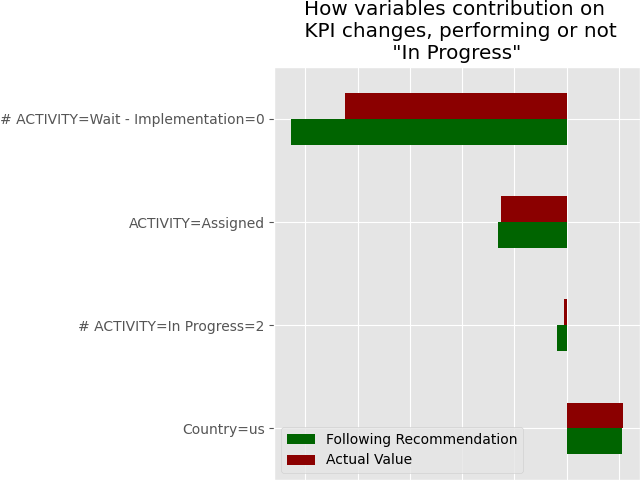 How variables contribution on
KPI changes, performing or not
"In Progress"
# ACTIVITY=Wait - Implementation=0
ACTIVITY=Assigned
# ACTIVITY=In Progress=2
Country=us
Following Recommendation
Actual Value